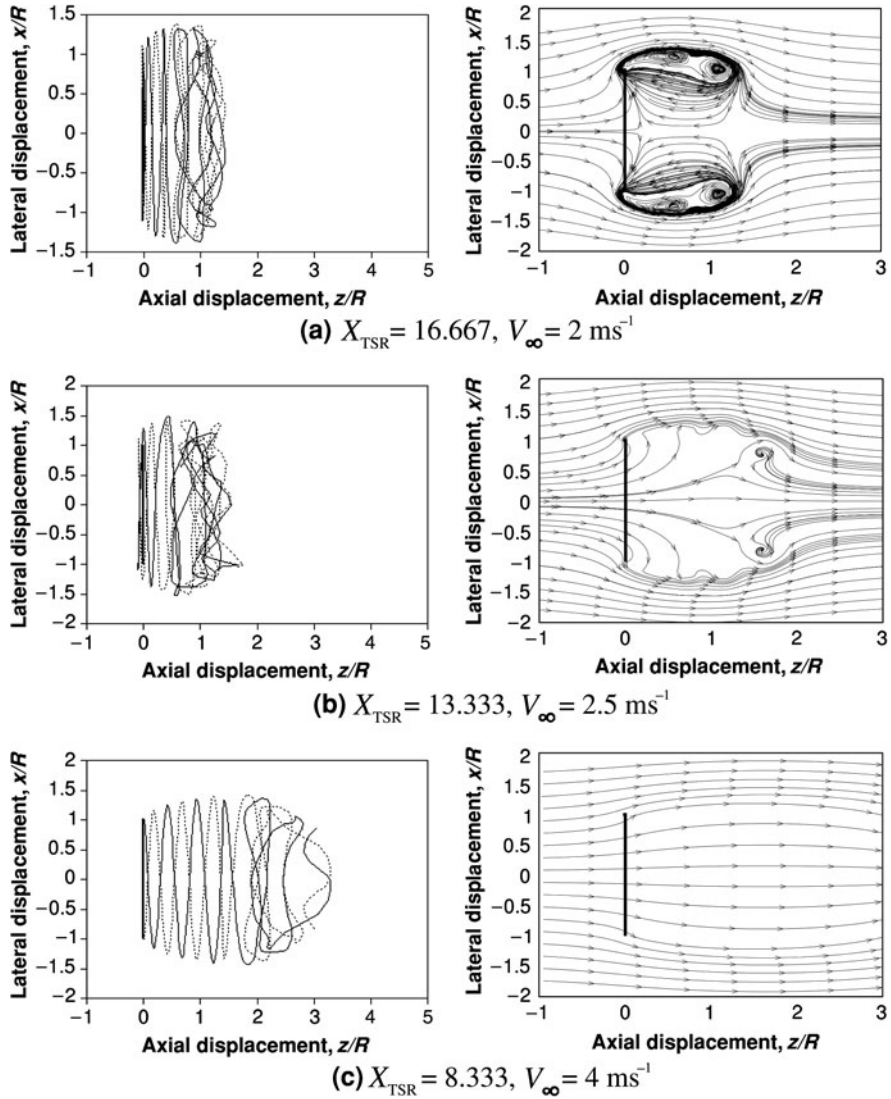 Lateral displacement, x/R
1.5
1
0.5
0
−0.5
−1
−1.5
−1 0 1 2 3 4 5
Axial displacement, z/R
Lateral displacement, x/R
2
1.5
1
0.5
0
−0.5
−1
−1.5
−2
−1 0 1 2 3
Axial displacement, z/R
(a) X_TSR = 16.667, V_∞ = 2 ms⁻¹
Lateral displacement, x/R
2
1.5
1
0.5
0
−0.5
−1
−1.5
−2
−1 0 1 2 3 4 5
Axial displacement, z/R
Lateral displacement, x/R
2
1.5
1
0.5
0
−0.5
−1
−1.5
−2
−1 0 1 2 3
Axial displacement, z/R
(b) X_TSR = 13.333, V_∞ = 2.5 ms⁻¹
Lateral displacement, x/R
2
1.5
1
0.5
0
−0.5
−1
−1.5
−2
−1 0 1 2 3 4 5
Axial displacement, z/R
Lateral displacement, x/R
2
1.5
1
0.5
0
−0.5
−1
−1.5
−2
−1 0 1 2 3
Axial displacement, z/R
(c) X_TSR = 8.333, V_∞ = 4 ms⁻¹